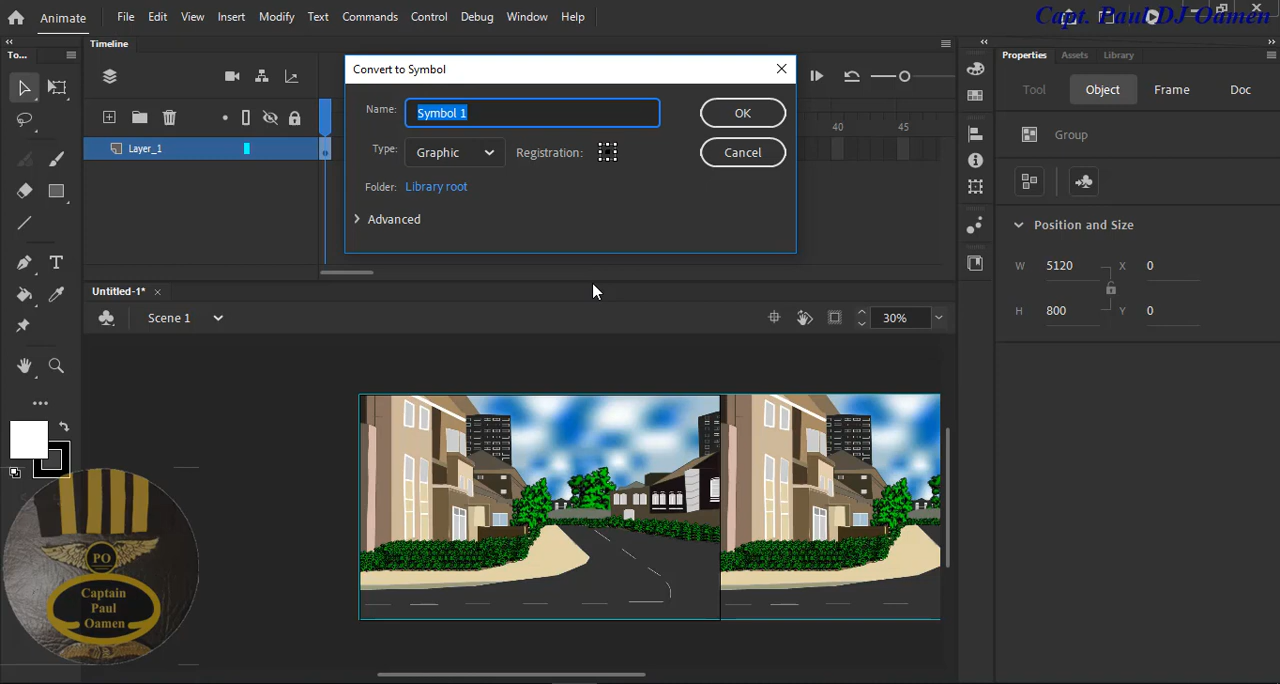 Animate File Edit View Insert Modify Text Commands Control Debug Window Help
Capt. Paul DJ Oamen
To... Timeline
Convert to Symbol
Properties Assets Library
Name: Symbol 1 OK
Tool Object Frame Doc
40 45
Layer_1
Type: Graphic Registration: Cancel
Group
Folder: Library root
Advanced
Position and Size
W 5120 X 0
H 800 Y 0
Untitled-1*
Scene 1 30%
PO
Captain
Paul
Oamen